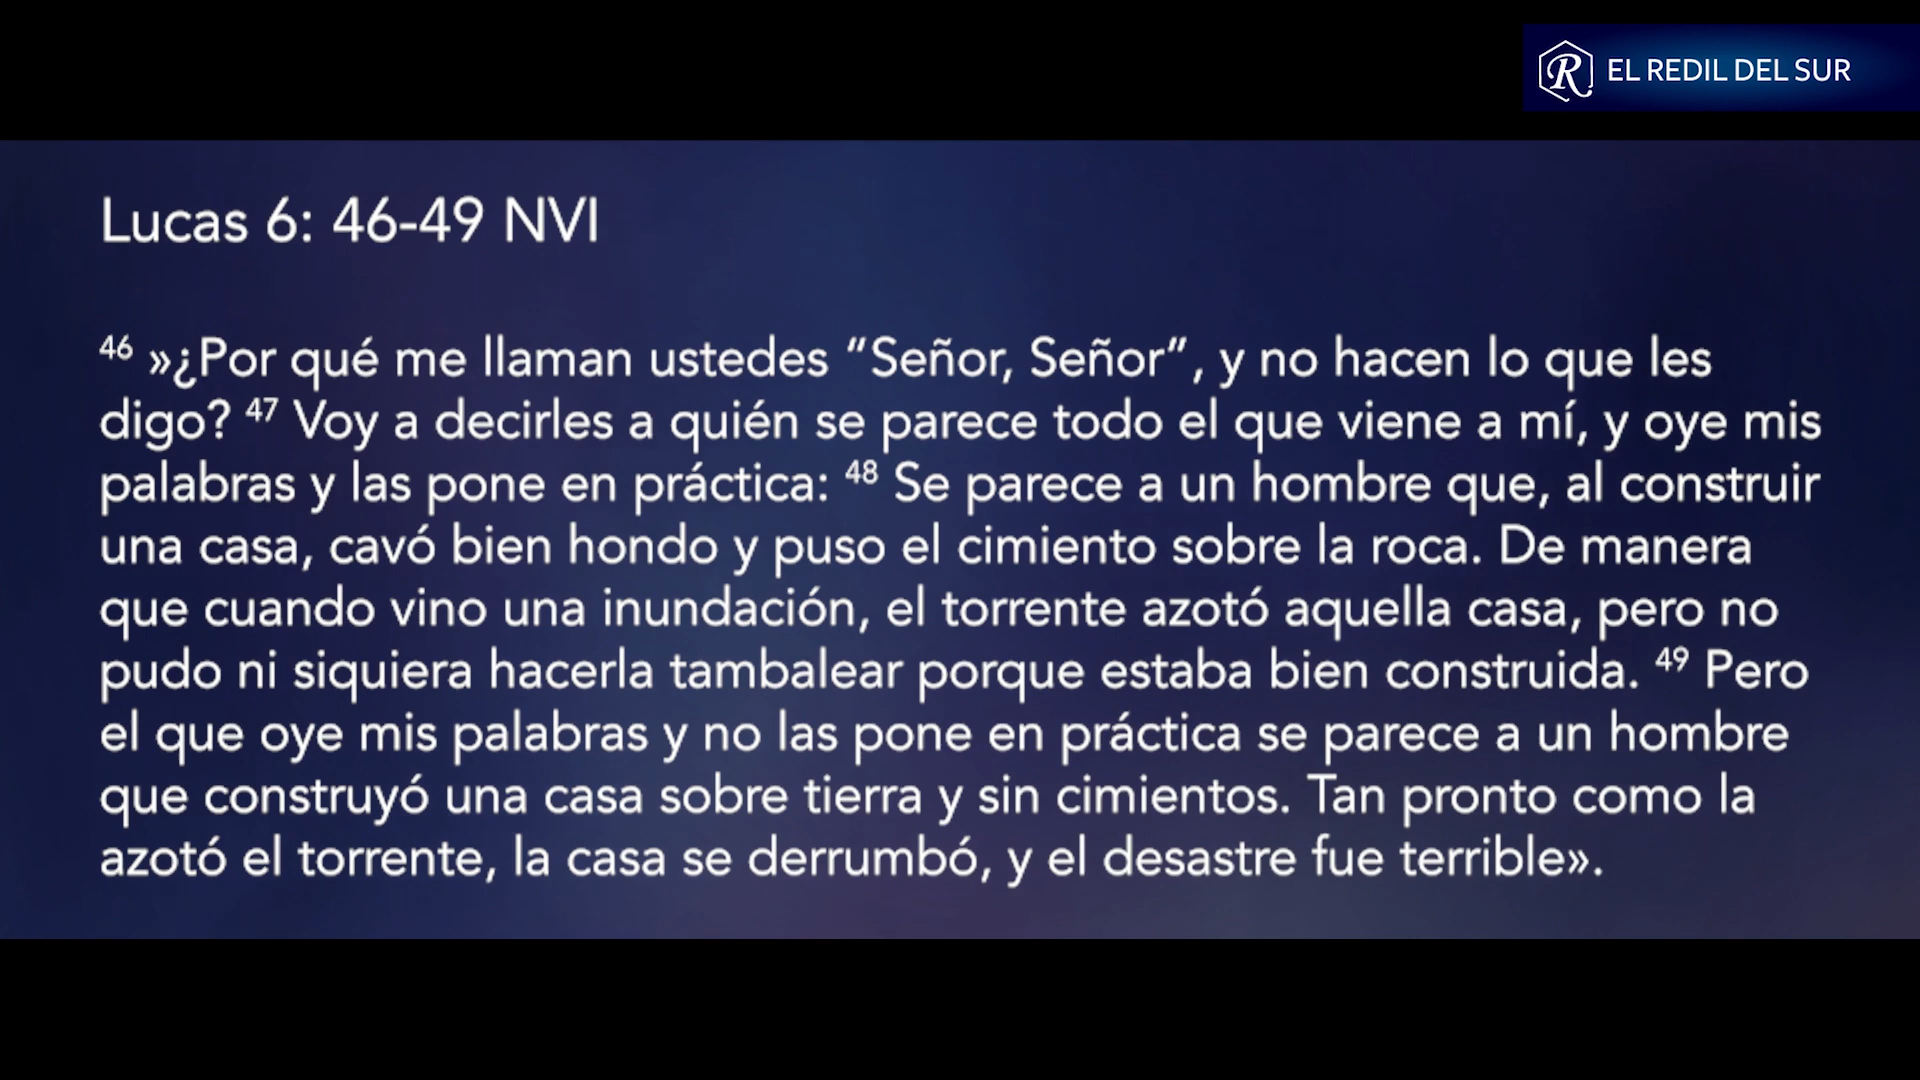 EL REDIL DEL SUR
Lucas 6: 46-49 NVI
46 »¿Por qué me llaman ustedes “Señor, Señor”, y no hacen lo que les
digo? 47 Voy a decirles a quién se parece todo el que viene a mí, y oye mis
palabras y las pone en práctica: 48 Se parece a un hombre que, al construir
una casa, cavó bien hondo y puso el cimiento sobre la roca. De manera
que cuando vino una inundación, el torrente azotó aquella casa, pero no
pudo ni siquiera hacerla tambalear porque estaba bien construida. 49 Pero
el que oye mis palabras y no las pone en práctica se parece a un hombre
que construyó una casa sobre tierra y sin cimientos. Tan pronto como la
azotó el torrente, la casa se derrumbó, y el desastre fue terrible».